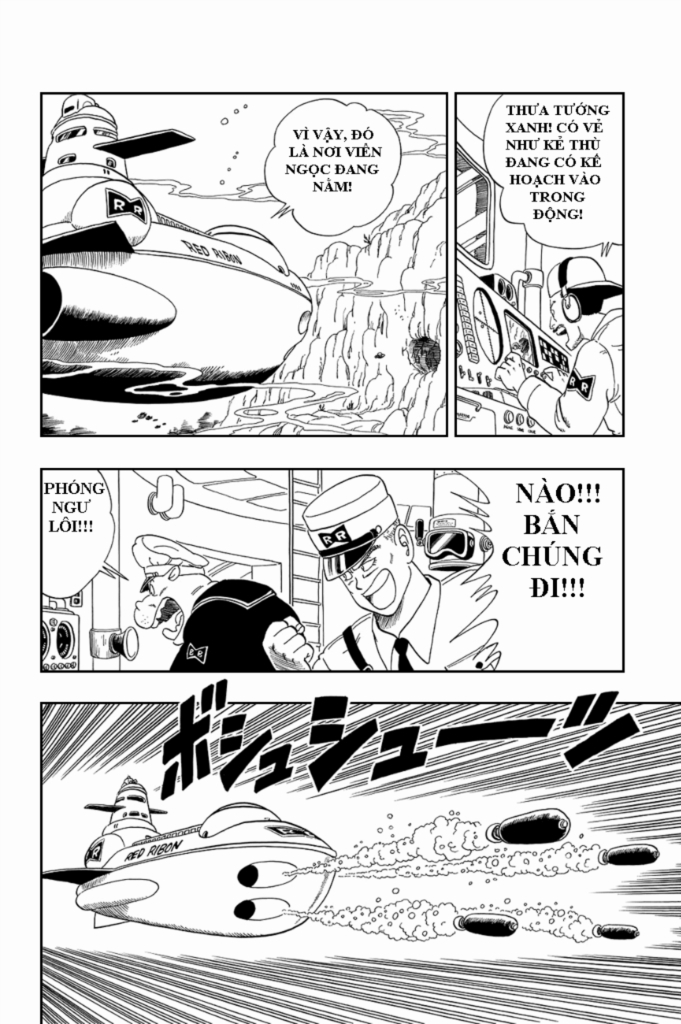 VÌ VẬY, ĐÓ
LÀ NƠI VIÊN
NGỌC ĐANG
NẰM!
R R
RED RIBON
THƯA TƯỚNG
XANH! CÓ VẺ
NHƯ KẺ THÙ
ĐANG CÓ KẾ
HOẠCH VÀO
TRONG
ĐỘNG!
R R
PHÓNG
NGƯ
LÔI!!!
R R
R R
NÀO!!!
BẮN
CHÚNG
ĐI!!!
ボシュシューッ
R R
RED RIBON